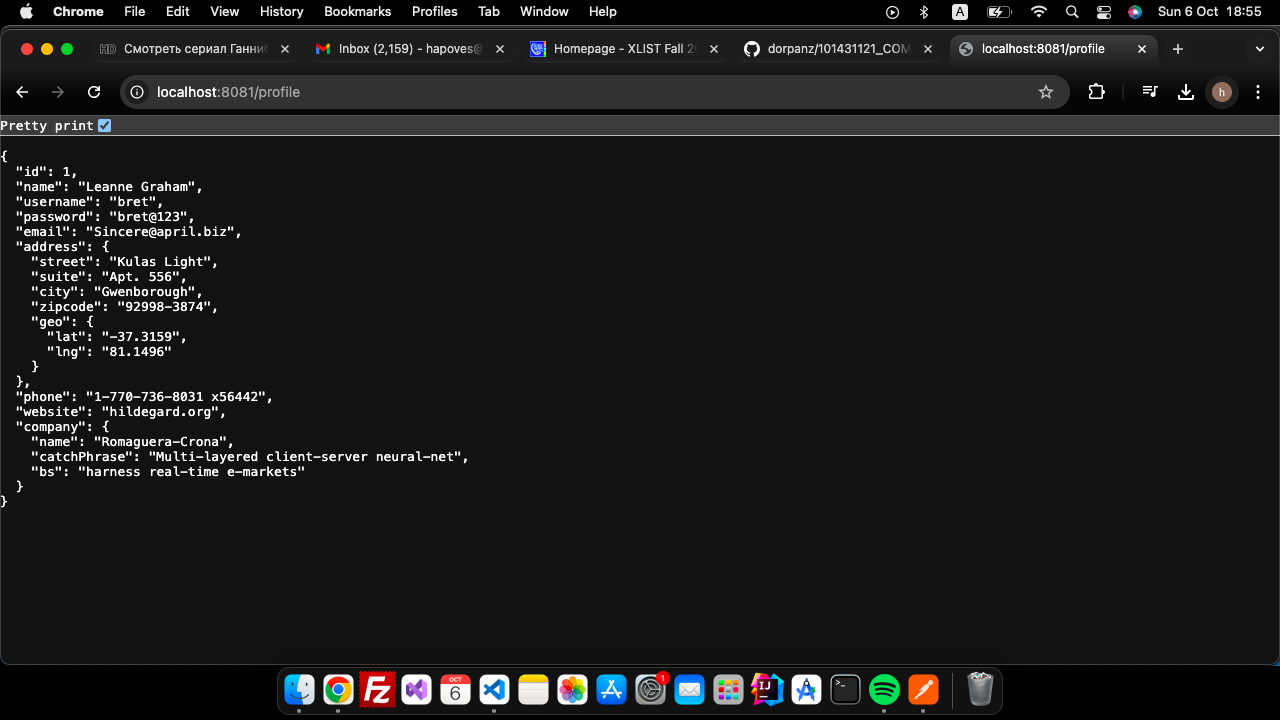 Chrome File Edit View History Bookmarks Profiles Tab Window Help A Sun 6 Oct 18:55
HD Смотреть сериал Ганни Inbox (2,159) - hapoves@ Homepage - XLIST Fall 2 dorpanz/101431121_COM localhost:8081/profile
localhost:8081/profile h
Pretty print
{
"id": 1,
"name": "Leanne Graham",
"username": "bret",
"password": "bret@123",
"email": "Sincere@april.biz",
"address": {
"street": "Kulas Light",
"suite": "Apt. 556",
"city": "Gwenborough",
"zipcode": "92998-3874",
"geo": {
"lat": "-37.3159",
"lng": "81.1496"
}
},
"phone": "1-770-736-8031 x56442",
"website": "hildegard.org",
"company": {
"name": "Romaguera-Crona",
"catchPhrase": "Multi-layered client-server neural-net",
"bs": "harness real-time e-markets"
}
}
Fz OCT 6 1 IJ >_